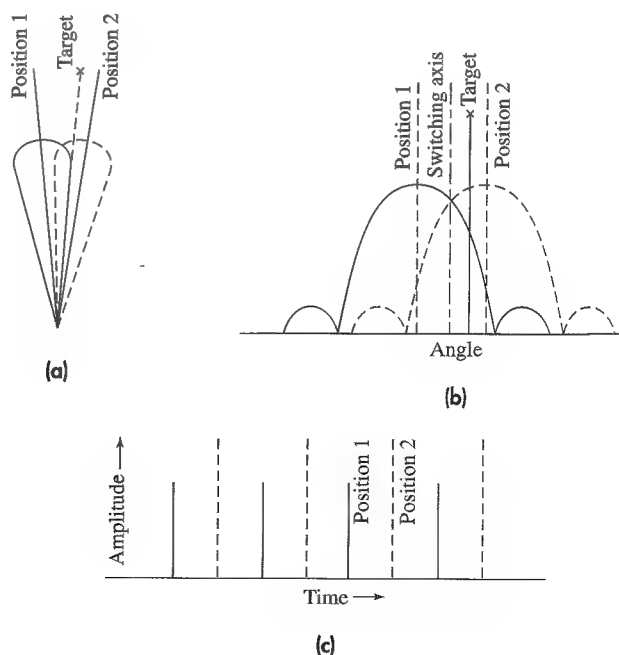 Position 1
Target
Position 2
(a)
Position 1
Switching axis
Target
Position 2
Angle
(b)
Amplitude
Position 1
Position 2
Time
(c)